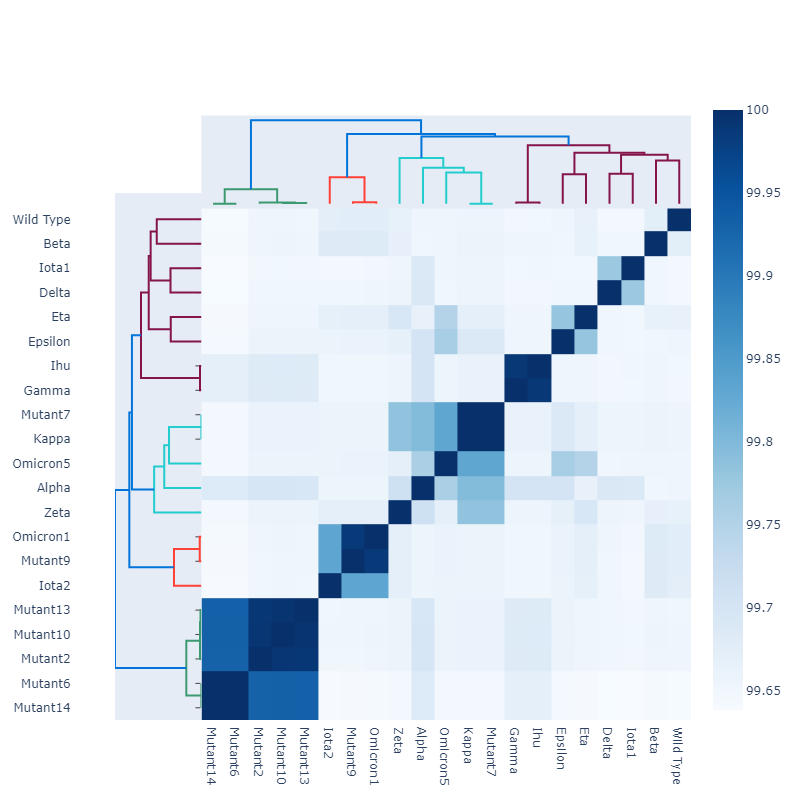 100
99.95
99.9
99.85
99.8
99.75
99.7
99.65
Wild Type
Beta
Iota1
Delta
Eta
Epsilon
Ihu
Gamma
Mutant7
Kappa
Omicron5
Alpha
Zeta
Omicron1
Mutant9
Iota2
Mutant13
Mutant10
Mutant2
Mutant6
Mutant14
Mutant14
Mutant6
Mutant2
Mutant10
Mutant13
Iota2
Mutant9
Omicron1
Zeta
Alpha
Omicron5
Kappa
Mutant7
Gamma
Ihu
Epsilon
Eta
Delta
Iota1
Beta
Wild Type